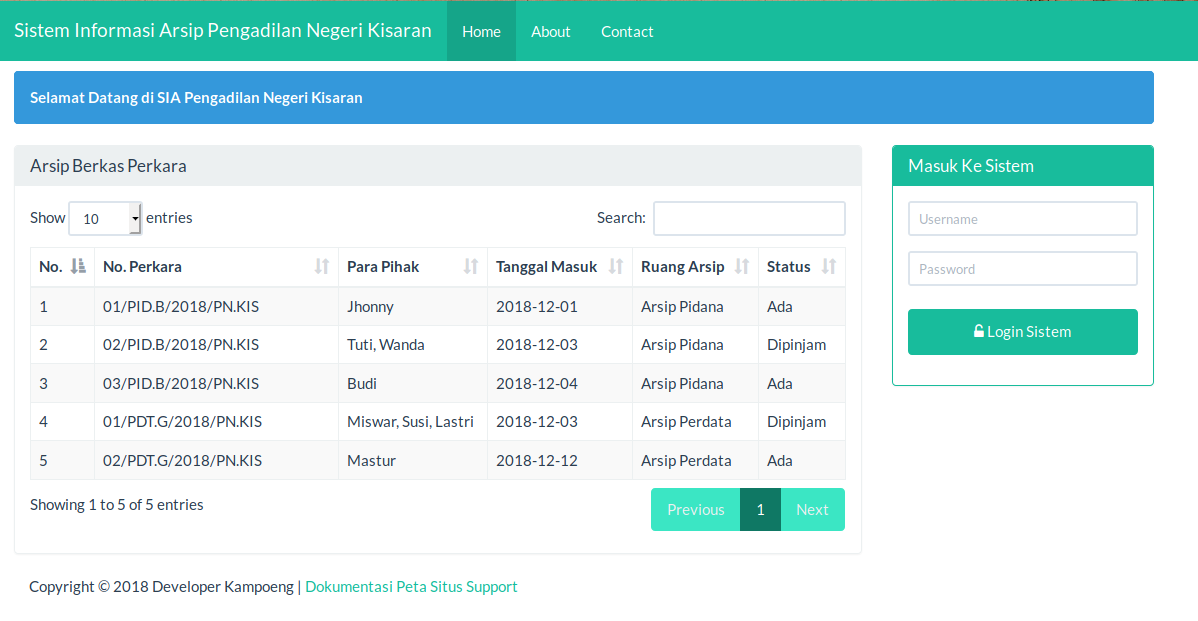 Sistem Informasi Arsip Pengadilan Negeri Kisaran Home About Contact
Selamat Datang di SIA Pengadilan Negeri Kisaran
Arsip Berkas Perkara
Show 10 entries Search:
No. No. Perkara Para Pihak Tanggal Masuk Ruang Arsip Status
1 01/PID.B/2018/PN.KIS Jhonny 2018-12-01 Arsip Pidana Ada
2 02/PID.B/2018/PN.KIS Tuti, Wanda 2018-12-03 Arsip Pidana Dipinjam
3 03/PID.B/2018/PN.KIS Budi 2018-12-04 Arsip Pidana Ada
4 01/PDT.G/2018/PN.KIS Miswar, Susi, Lastri 2018-12-03 Arsip Perdata Dipinjam
5 02/PDT.G/2018/PN.KIS Mastur 2018-12-12 Arsip Perdata Ada
Showing 1 to 5 of 5 entries Previous 1 Next
Masuk Ke Sistem
Username
Password
Login Sistem
Copyright © 2018 Developer Kampoeng | Dokumentasi Peta Situs Support